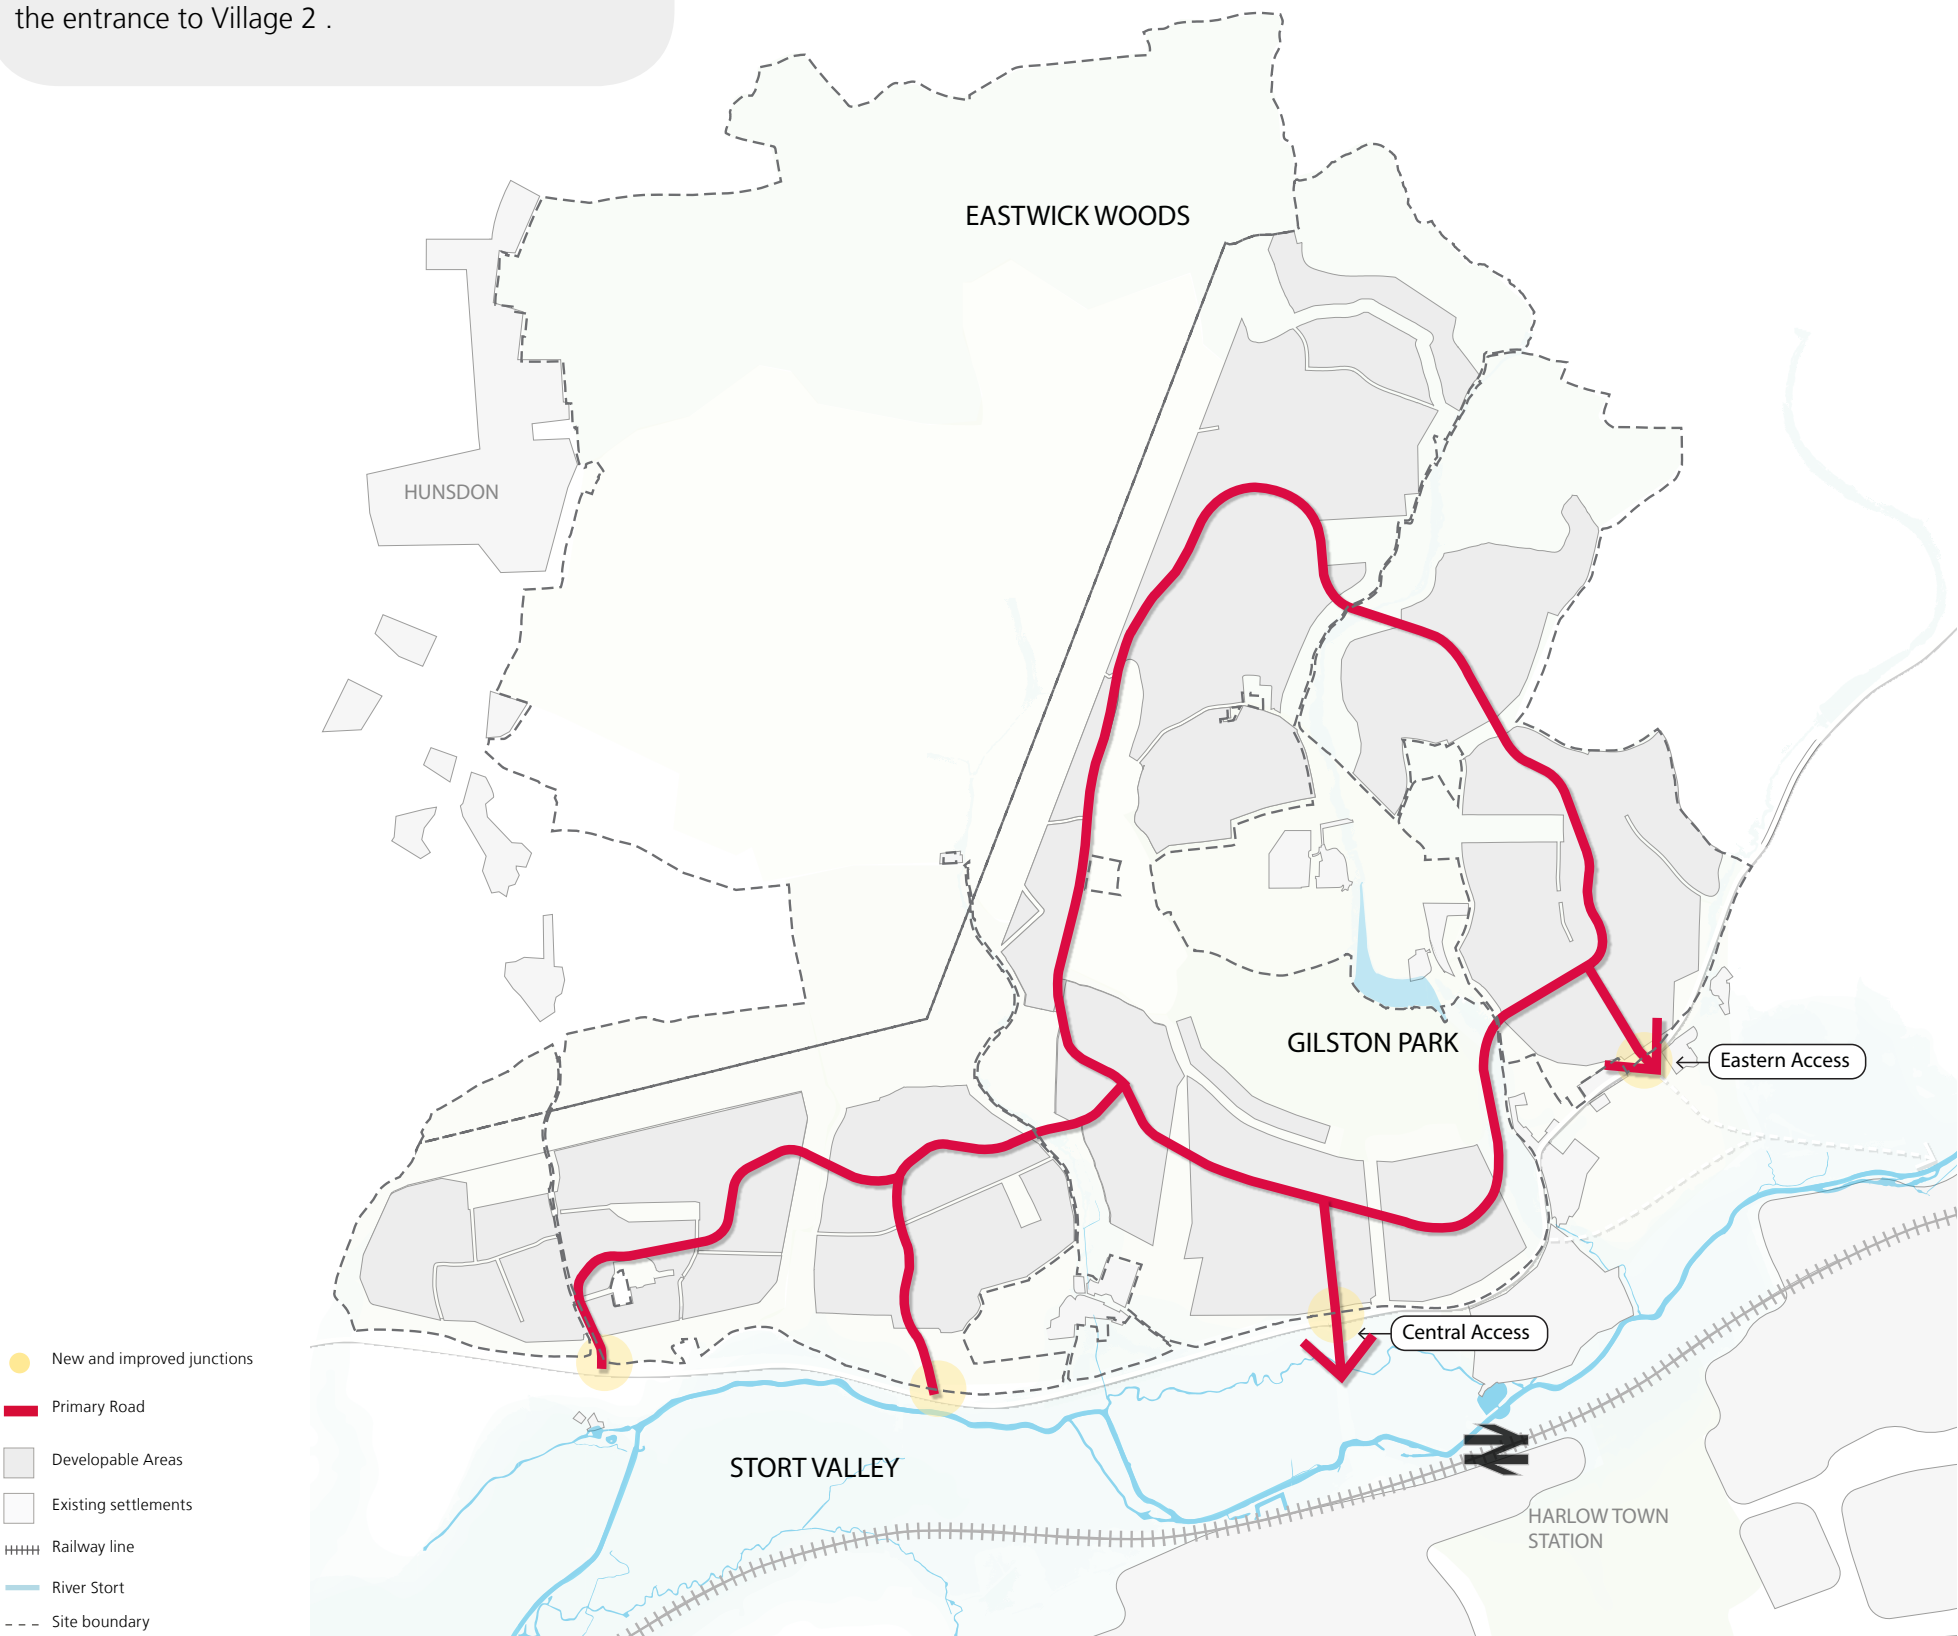 the entrance to Village 2 .
EASTWICK WOODS
HUNSDON
GILSTON PARK
Eastern Access
Central Access
STORT VALLEY
HARLOW TOWN
STATION
New and improved junctions
Primary Road
Developable Areas
Existing settlements
Railway line
River Stort
Site boundary